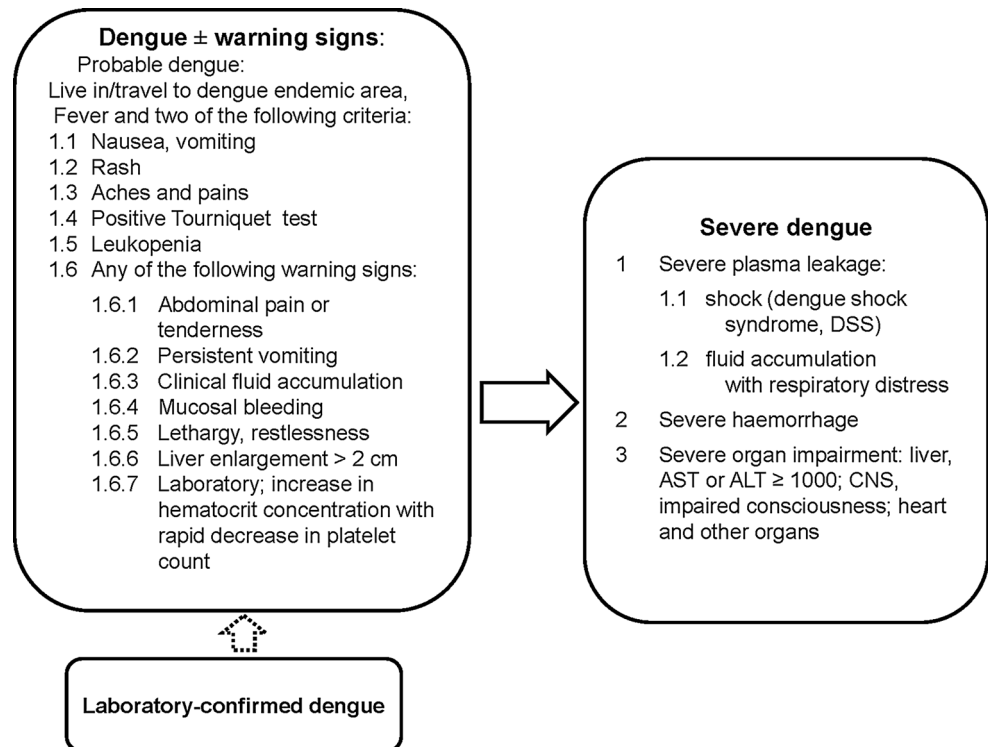 Dengue ± warning signs:
Probable dengue:
Live in/travel to dengue endemic area,
Fever and two of the following criteria:
1.1 Nausea, vomiting
1.2 Rash
1.3 Aches and pains
1.4 Positive Tourniquet test
1.5 Leukopenia
1.6 Any of the following warning signs:
1.6.1 Abdominal pain or
tenderness
1.6.2 Persistent vomiting
1.6.3 Clinical fluid accumulation
1.6.4 Mucosal bleeding
1.6.5 Lethargy, restlessness
1.6.6 Liver enlargement > 2 cm
1.6.7 Laboratory; increase in
hematocrit concentration with
rapid decrease in platelet
count
Laboratory-confirmed dengue
Severe dengue
1 Severe plasma leakage:
1.1 shock (dengue shock
syndrome, DSS)
1.2 fluid accumulation
with respiratory distress
2 Severe haemorrhage
3 Severe organ impairment: liver,
AST or ALT ≥ 1000; CNS,
impaired consciousness; heart
and other organs